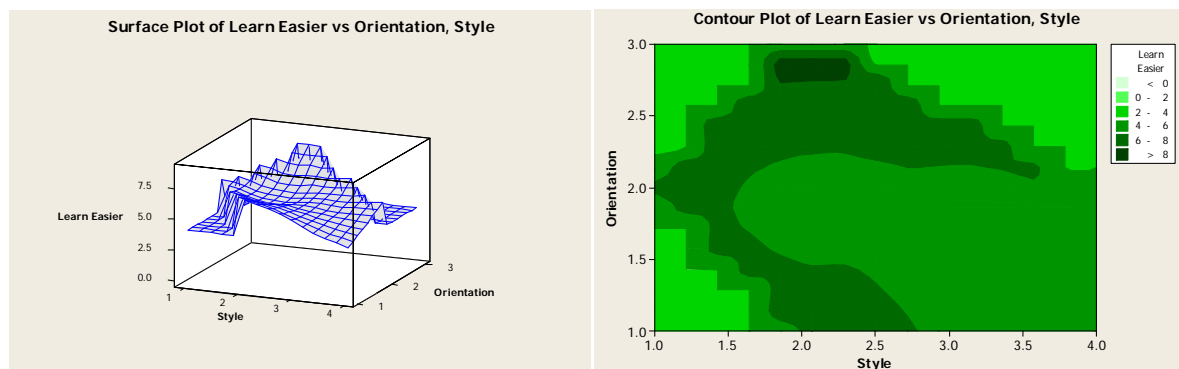 Surface Plot of Learn Easier vs Orientation, Style
7.5
Learn Easier
5.0
2.5
0.0
1
2
3
4
Style
1
2
3
Orientation
Contour Plot of Learn Easier vs Orientation, Style
3.0
2.5
2.0
1.5
1.0
Orientation
1.0 1.5 2.0 2.5 3.0 3.5 4.0
Style
Learn
Easier
< 0
0 - 2
2 - 4
4 - 6
6 - 8
> 8